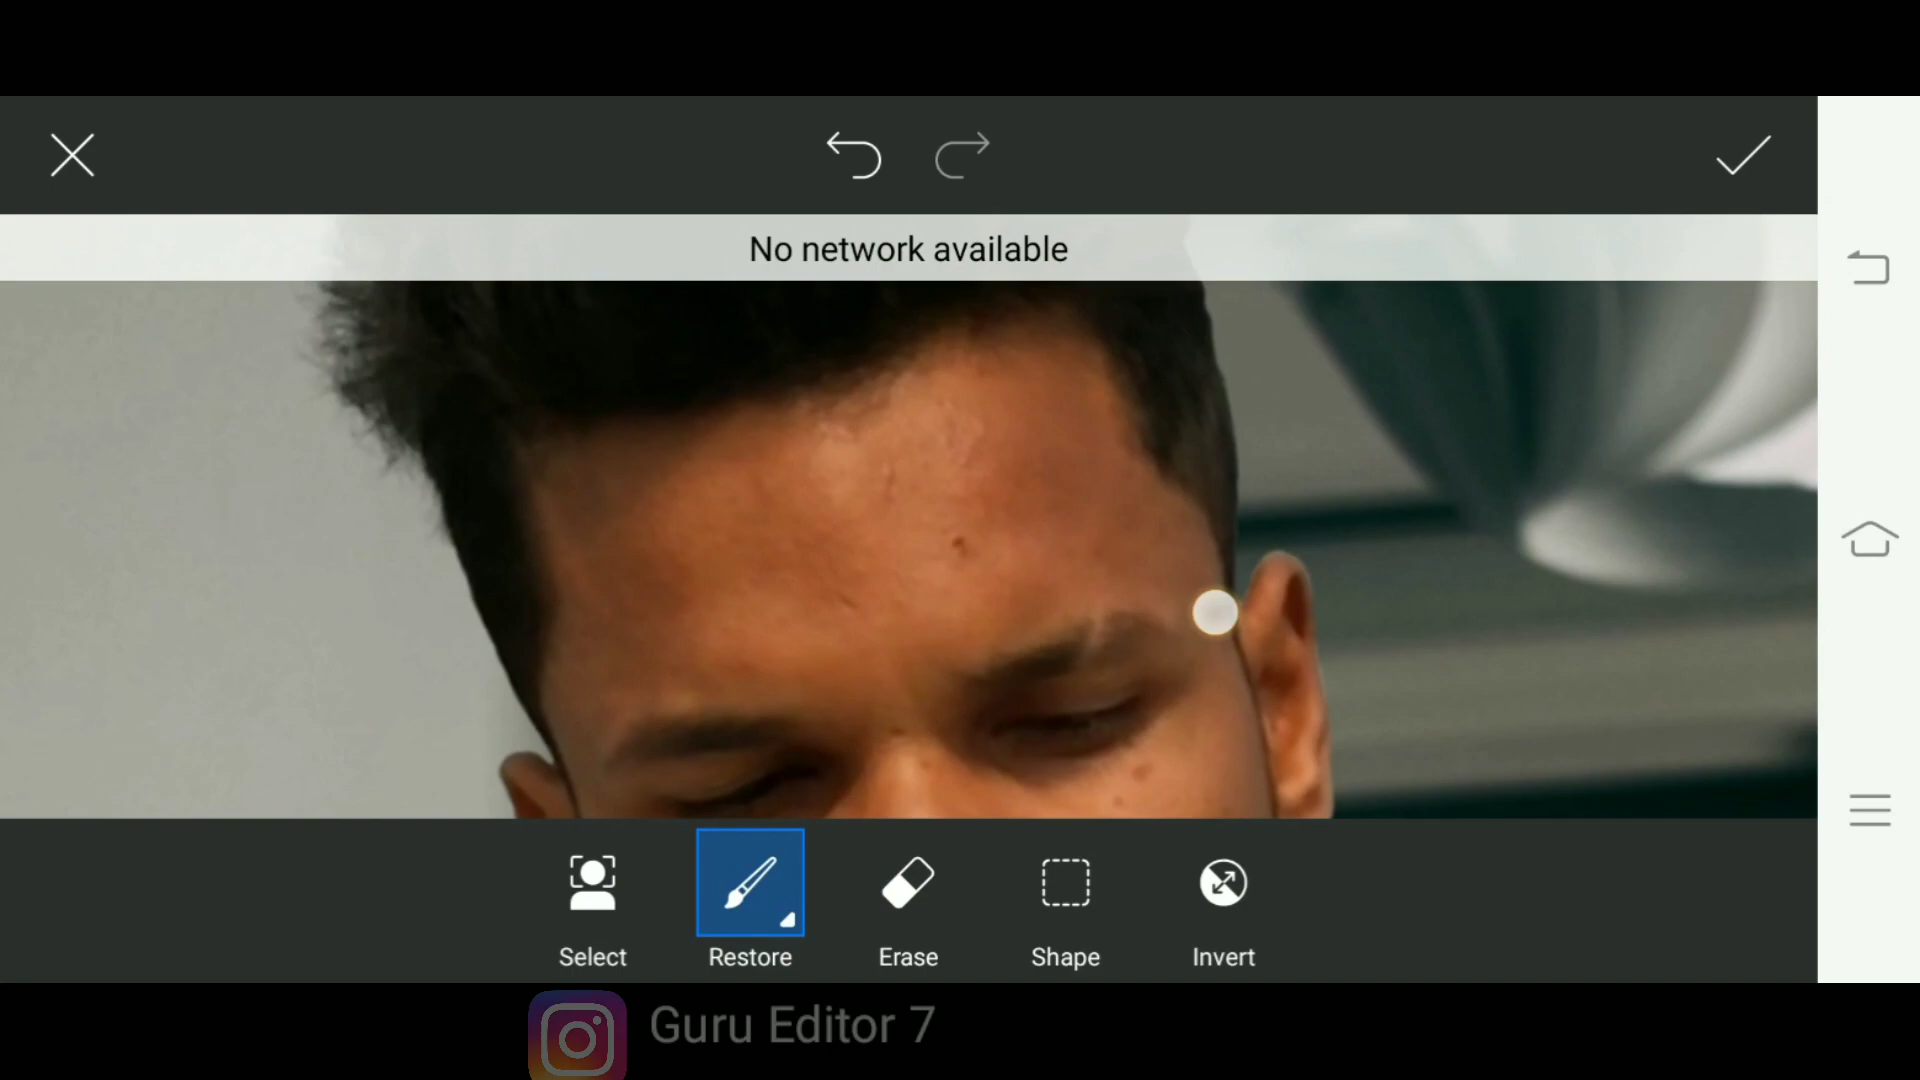 No network available
Select
Restore
Erase
Shape
Invert
Guru Editor 7